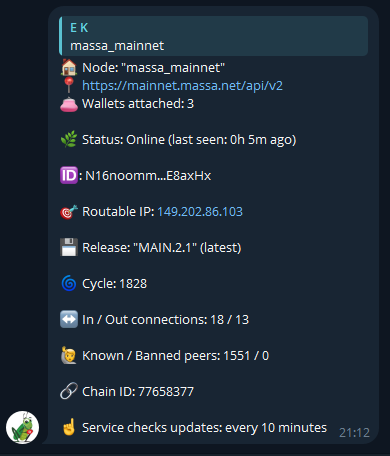 E K
massa_mainnet
🏠 Node: "massa_mainnet"
📍 https://mainnet.massa.net/api/v2
👛 Wallets attached: 3
🌿 Status: Online (last seen: 0h 5m ago)
🆔: N16noomm...E8axHx
🎯 Routable IP: 149.202.86.103
💾 Release: "MAIN.2.1" (latest)
🌀 Cycle: 1828
↔️ In / Out connections: 18 / 13
🙋 Known / Banned peers: 1551 / 0
🔗 Chain ID: 77658377
☝️ Service checks updates: every 10 minutes
21:12